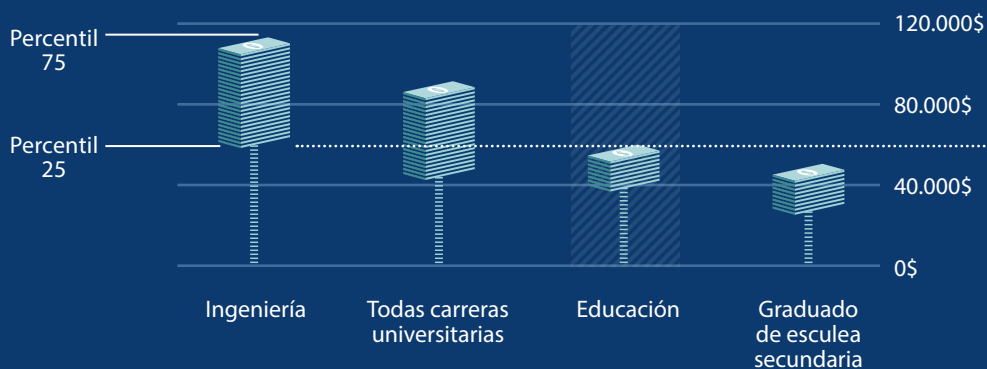 Percentil
75
Percentil
25
120.000$
80.000$
40.000$
0$
Ingeniería
Todas carreras
universitarias
Educación
Graduado
de esculea
secundaria